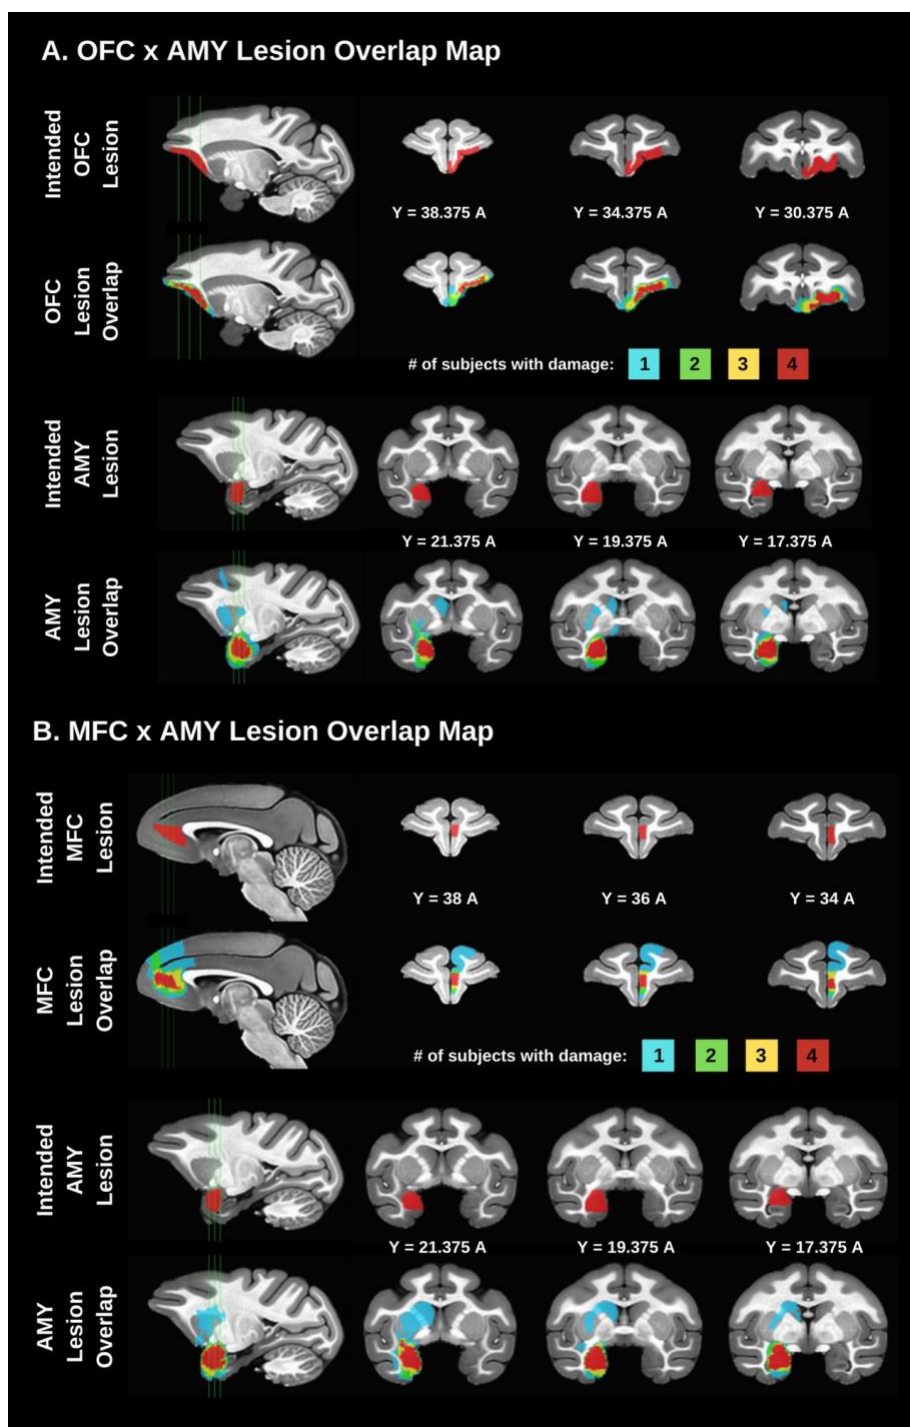 A. OFC x AMY Lesion Overlap Map
Intended
OFC
Lesion
Y = 38.375 A
Y = 34.375 A
Y = 30.375 A
OFC
Lesion
Overlap
# of subjects with damage: 1 2 3 4
Intended
AMY
Lesion
Y = 21.375 A
Y = 19.375 A
Y = 17.375 A
AMY
Lesion
Overlap
B. MFC x AMY Lesion Overlap Map
Intended
MFC
Lesion
Y = 38 A
Y = 36 A
Y = 34 A
MFC
Lesion
Overlap
# of subjects with damage: 1 2 3 4
Intended
AMY
Lesion
Y = 21.375 A
Y = 19.375 A
Y = 17.375 A
AMY
Lesion
Overlap